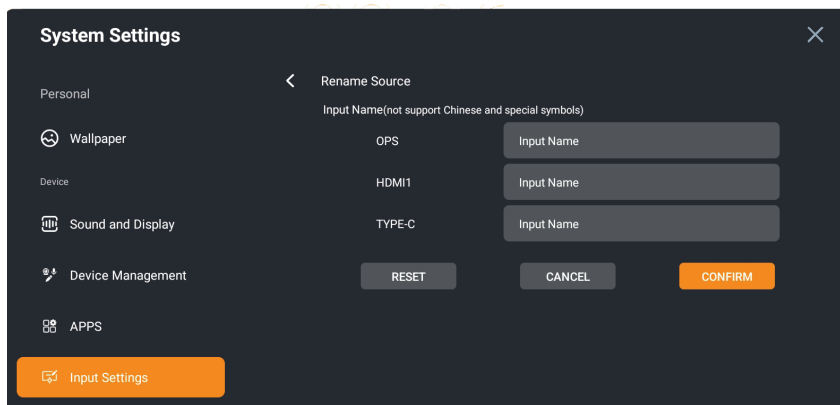 System Settings
Personal
Wallpaper
Device
Sound and Display
Device Management
APPS
Input Settings
Rename Source
Input Name(not support Chinese and special symbols)
OPS Input Name
HDMI1 Input Name
TYPE-C Input Name
RESET CANCEL CONFIRM